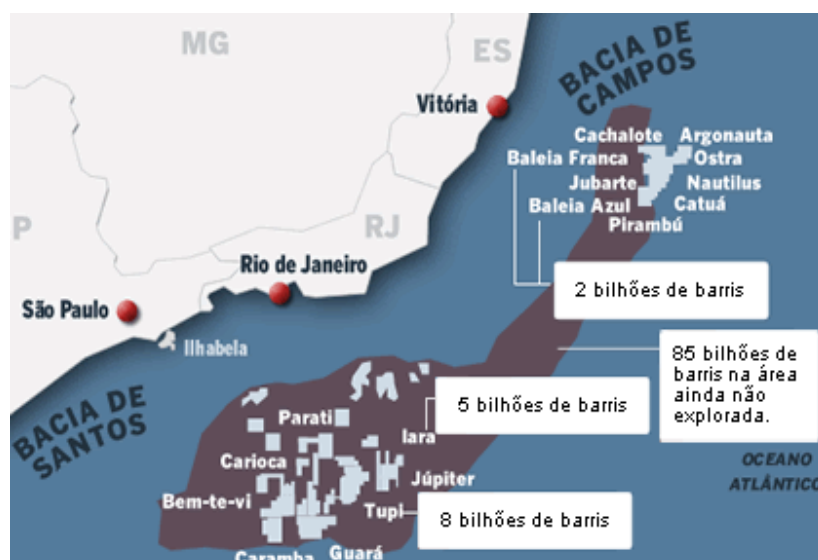 MG
ES
BACIA DE
CAMPOS
Vitória
Cachalote
Argonauta
Baleia Franca
Ostra
Jubarte
Nautilus
Baleia Azul
Catuá
Pirambú
P
RJ
Rio de Janeiro
São Paulo
Ilhabela
2 bilhões de barris
85 bilhões de
barris na área
ainda não
explorada.
BACIA DE
SANTOS
5 bilhões de barris
Parati
Iara
Carioca
Júpiter
OCEANO
ATLÂNTICO
Bem-te-vi
Tupi
8 bilhões de barris
Caramba
Guará